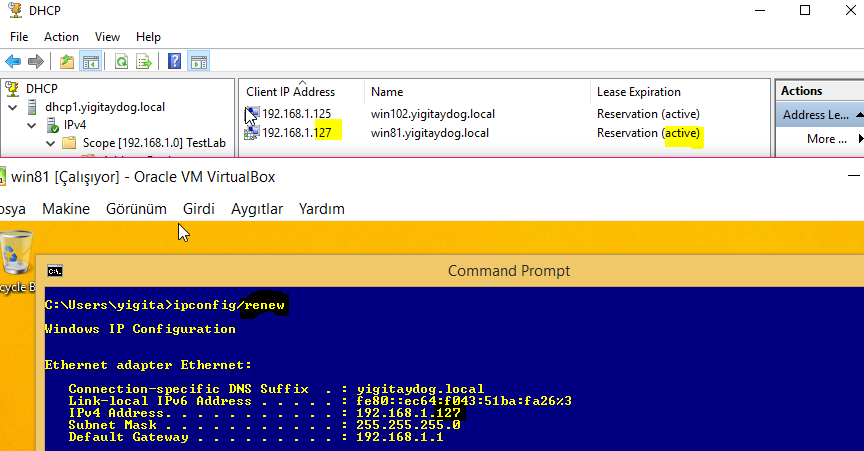 DHCP
File Action View Help
DHCP
dhcp1.yigitaydog.local
IPv4
Scope [192.168.1.0] TestLab
Client IP Address Name Lease Expiration
192.168.1.125 win102.yigitaydog.local Reservation (active)
192.168.1.127 win81.yigitaydog.local Reservation (active)
Actions
Address Le...
More ...
win81 [Çalışıyor] - Oracle VM VirtualBox
osya Makine Görünüm Girdi Aygıtlar Yardım
cycle B
Command Prompt
C:\Users\yigita>ipconfig/renew
Windows IP Configuration
Ethernet adapter Ethernet:
Connection-specific DNS Suffix . : yigitaydog.local
Link-local IPv6 Address . . . . . : fe80::ec64:f043:51ba:fa26%3
IPv4 Address. . . . . . . . . . . : 192.168.1.127
Subnet Mask . . . . . . . . . . . : 255.255.255.0
Default Gateway . . . . . . . . . : 192.168.1.1